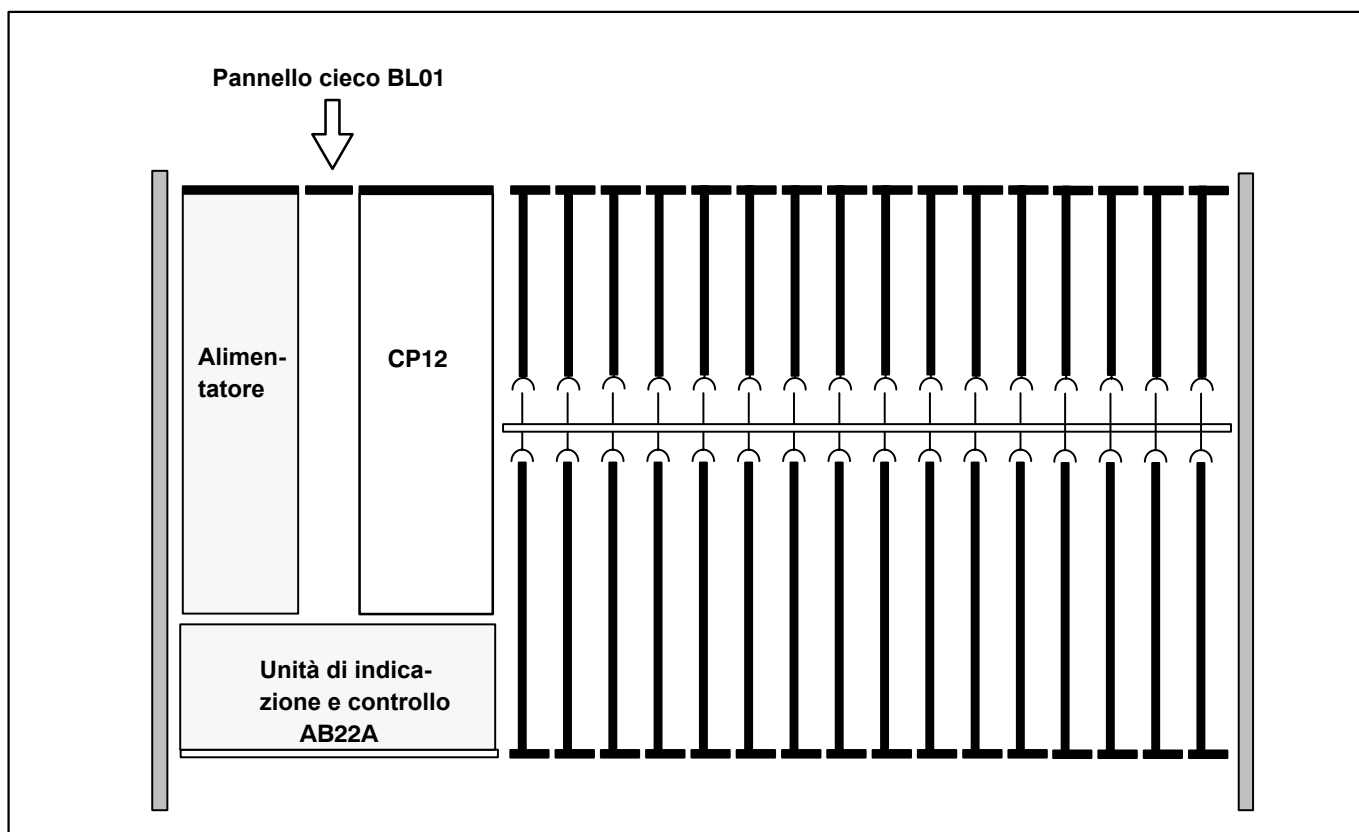 Pannello cieco BL01
Alimen-
tatore
CP12
Unità di indica-
zione e controllo
AB22A